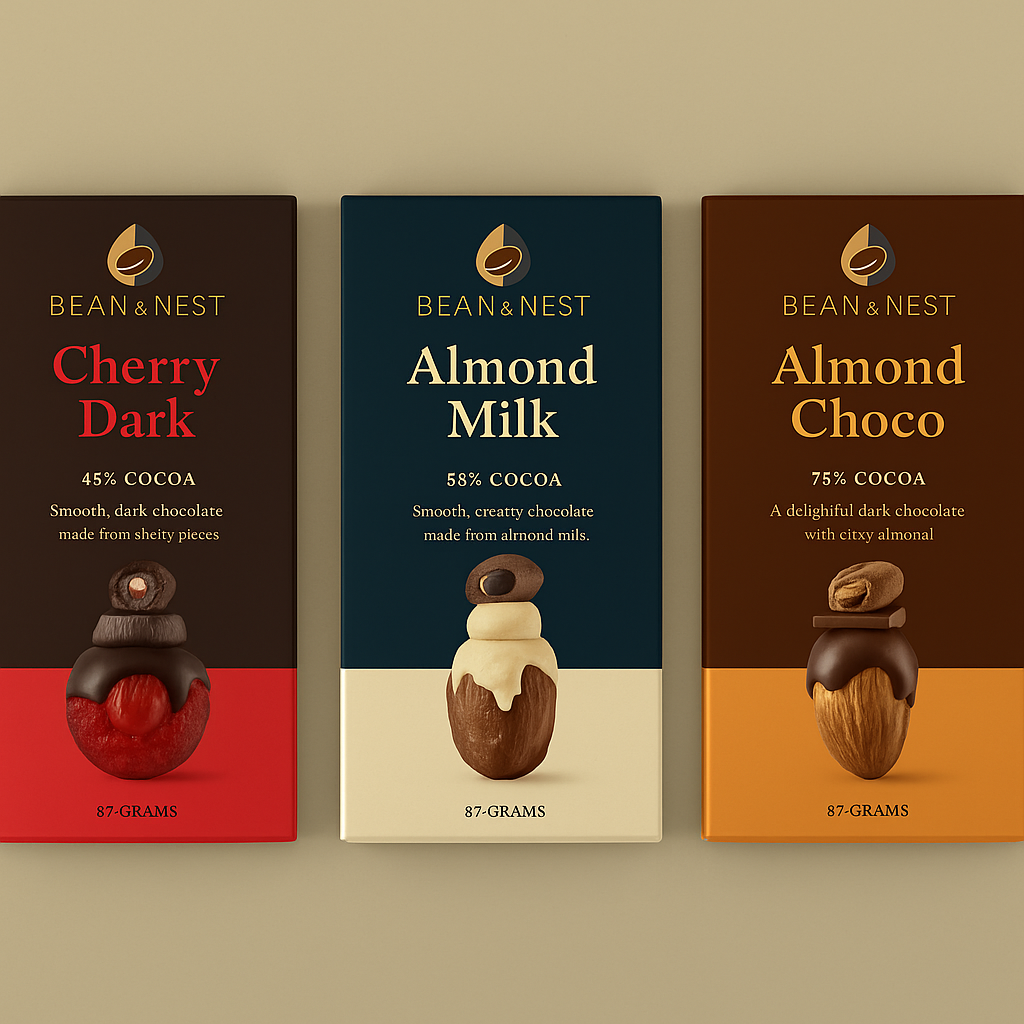 BEAN & NEST
Cherry
Dark
45% COCOA
Smooth, dark chocolate
made from sheity pieces
87-GRAMS
BEAN & NEST
Almond
Milk
58% COCOA
Smooth, creatty chocolate
made from alrnond mils.
87-GRAMS
BEAN & NEST
Almond
Choco
75% COCOA
A delighiful dark chocolate
with citxy almonal
87-GRAMS